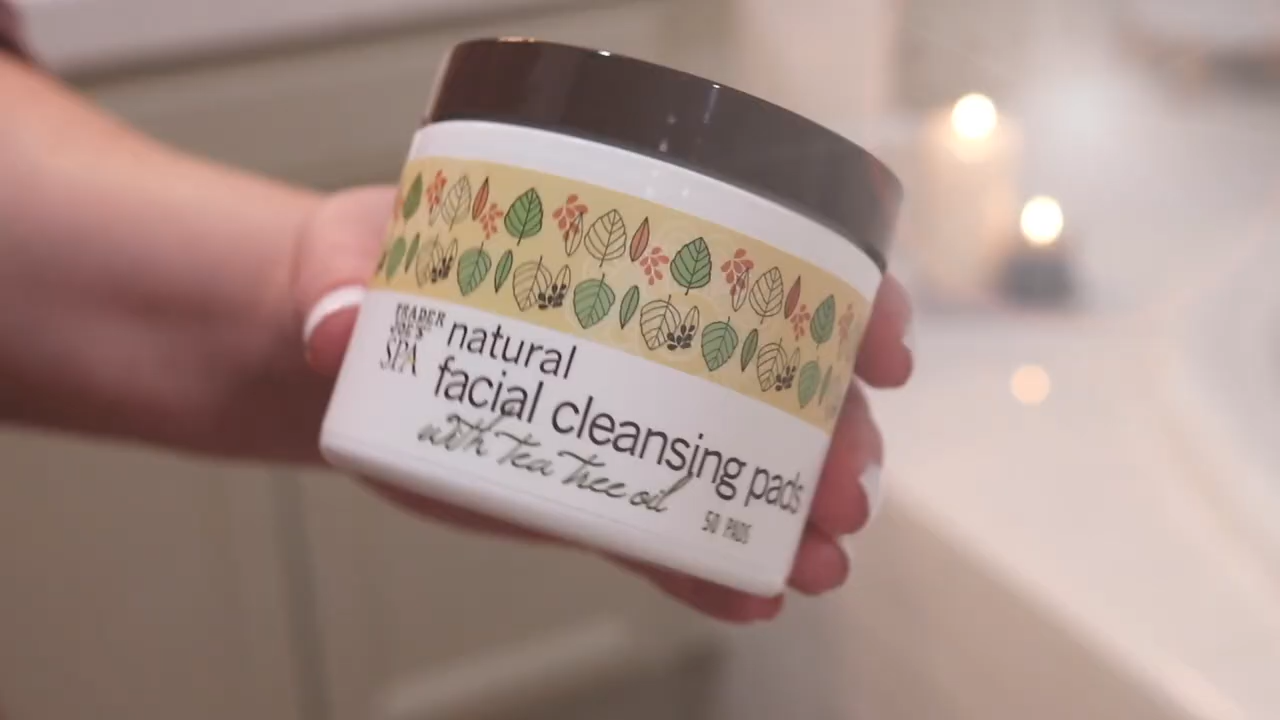 TRADER
JOE'S
SPA
natural
facial cleansing pads
with tea tree oil
50 PADS